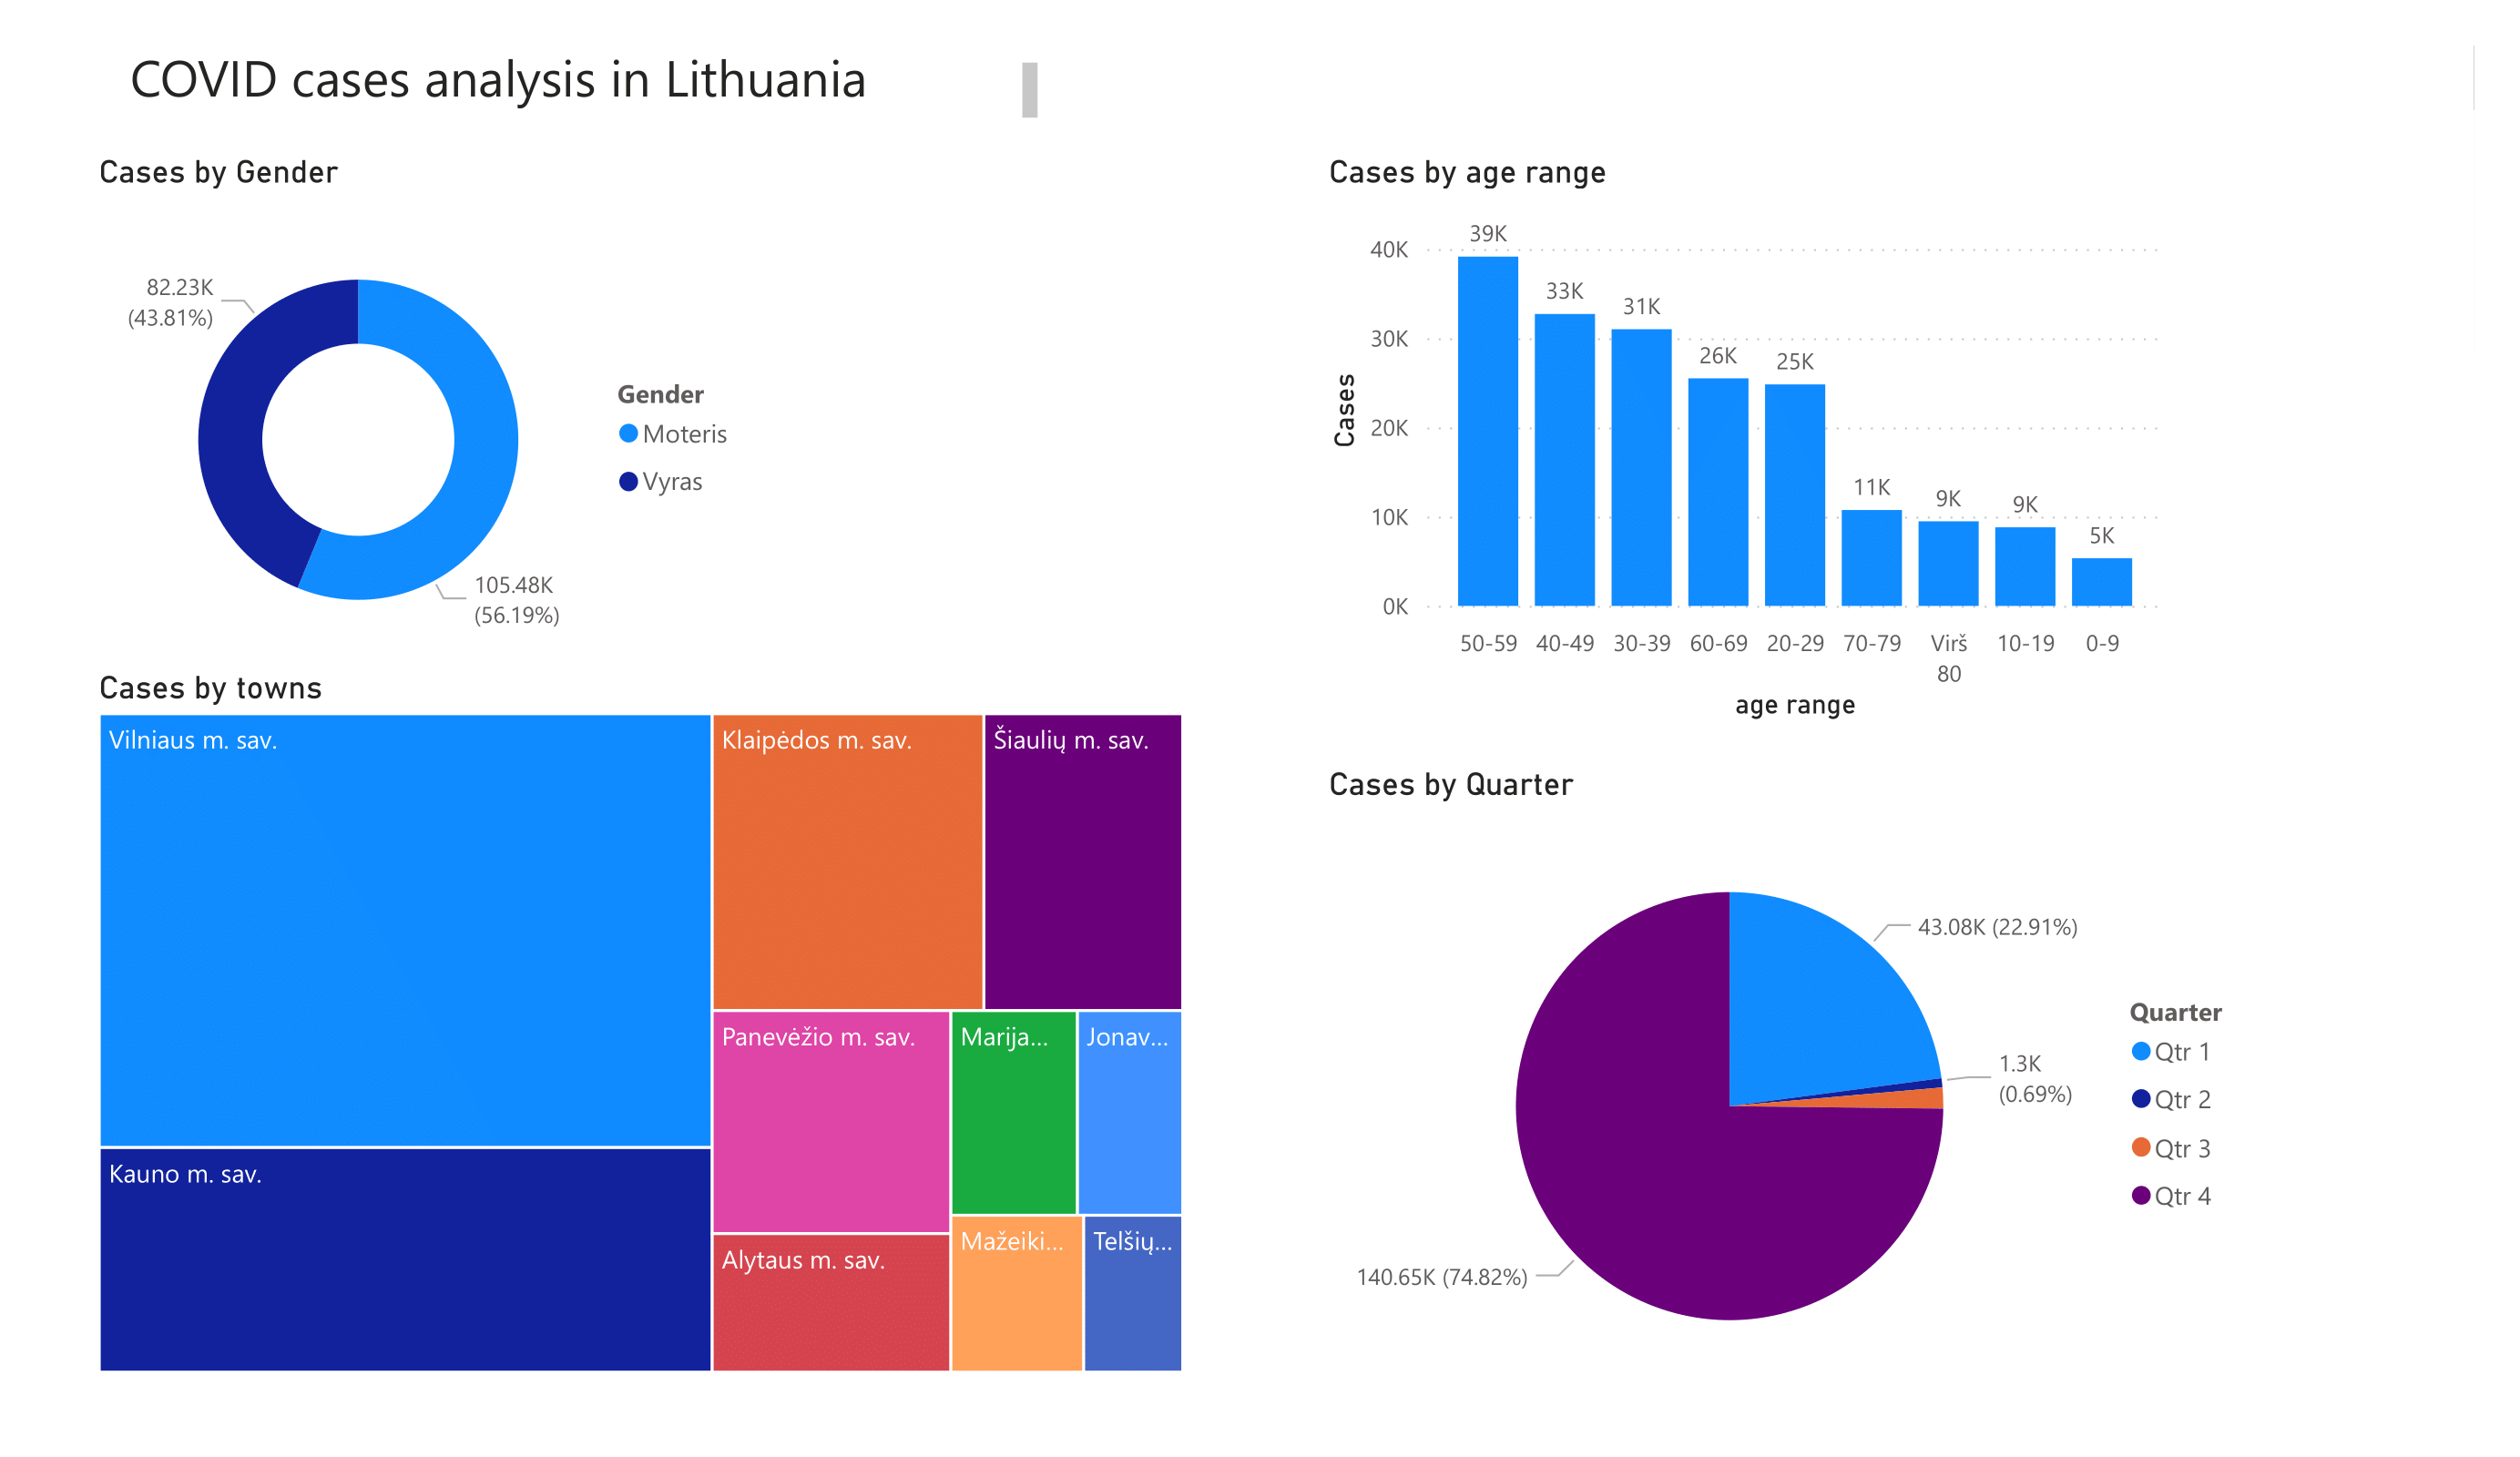 COVID cases analysis in Lithuania
Cases by Gender
82.23K
(43.81%)
105.48K
(56.19%)
Gender
Moteris
Vyras
Cases by age range
Cases
40K
30K
20K
10K
0K
39K
33K
31K
26K
25K
11K
9K
9K
5K
50-59
40-49
30-39
60-69
20-29
70-79
Virš
80
10-19
0-9
age range
Cases by towns
Vilniaus m. sav.
Kauno m. sav.
Klaipėdos m. sav.
Šiaulių m. sav.
Panevėžio m. sav.
Marija...
Jonav...
Alytaus m. sav.
Mažeiki...
Telšių...
Cases by Quarter
43.08K (22.91%)
1.3K
(0.69%)
140.65K (74.82%)
Quarter
Qtr 1
Qtr 2
Qtr 3
Qtr 4